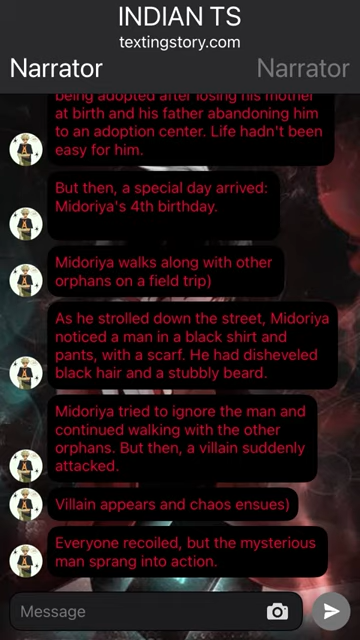 INDIAN TS
textingstory.com
Narrator
Narrator
being adopted after losing his mother
at birth and his father abandoning him
to an adoption center. Life hadn't been
easy for him.
But then, a special day arrived:
Midoriya's 4th birthday.
Midoriya walks along with other
orphans on a field trip)
As he strolled down the street, Midoriya
noticed a man in a black shirt and
pants, with a scarf. He had disheveled
black hair and a stubbly beard.
Midoriya tried to ignore the man and
continued walking with the other
orphans. But then, a villain suddenly
attacked.
Villain appears and chaos ensues)
Everyone recoiled, but the mysterious
man sprang into action.
Message